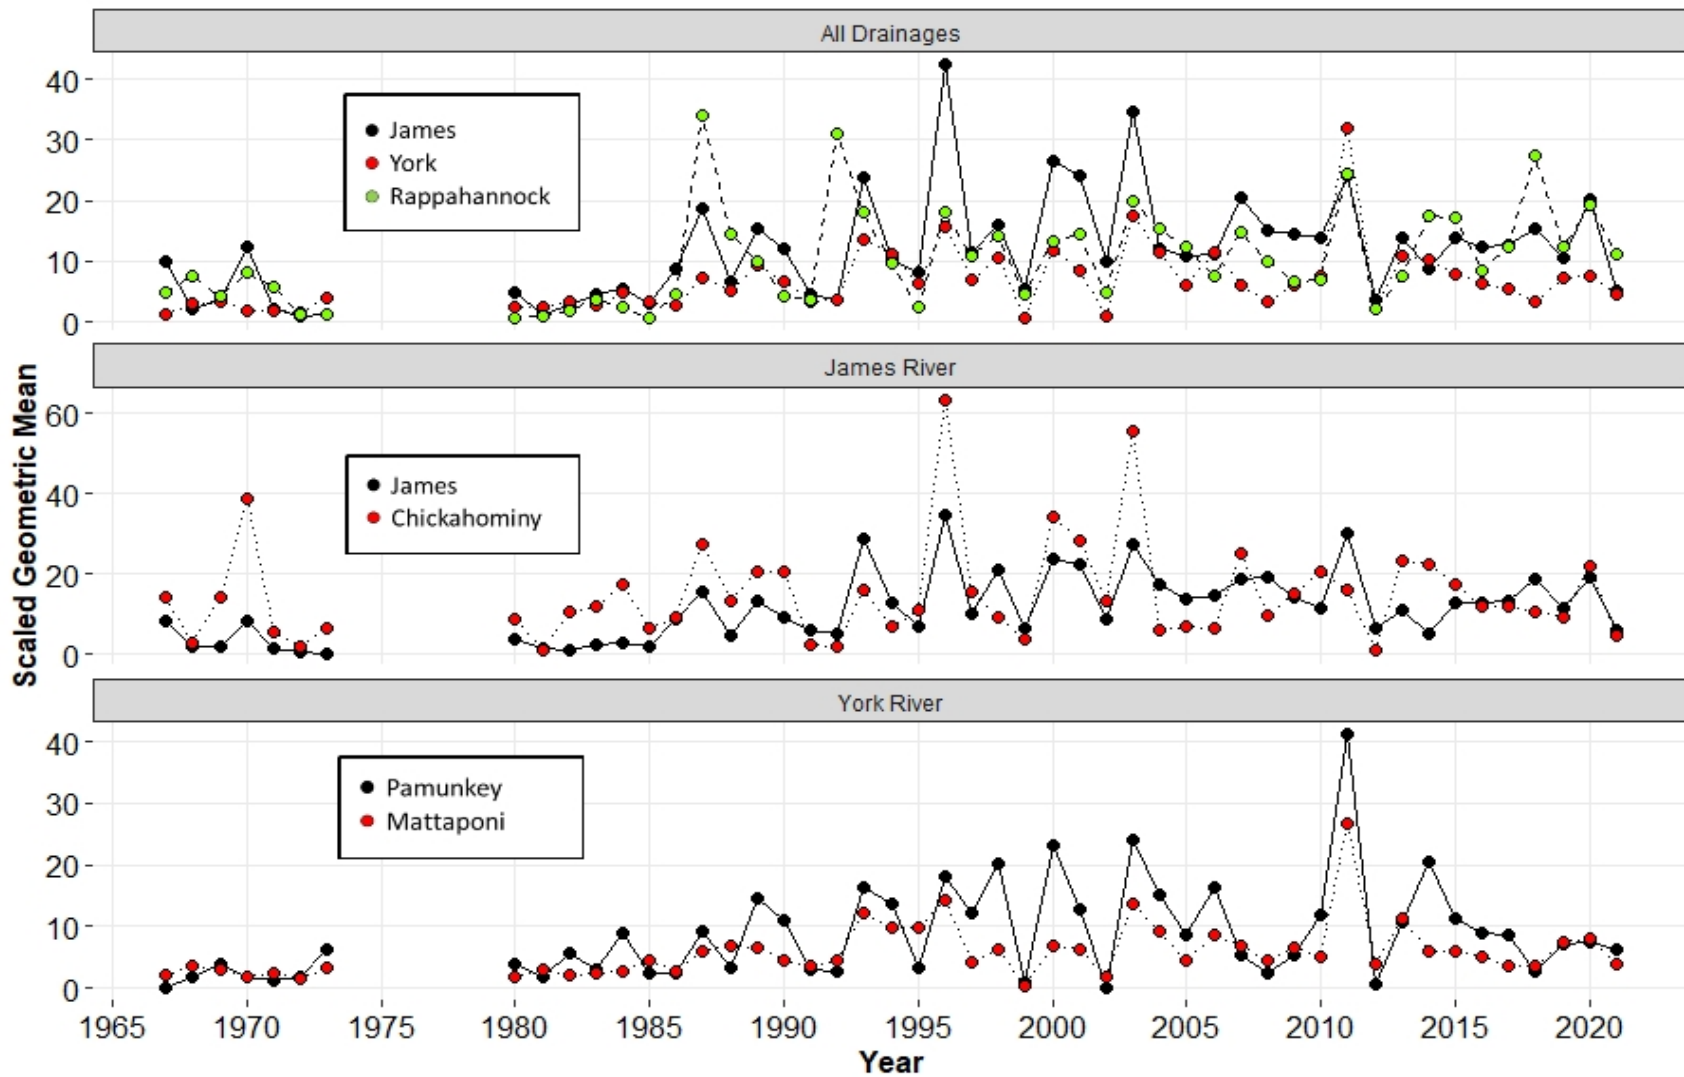 All Drainages
40
30
20
10
0
James
York
Rappahannock
James River
60
40
20
0
James
Chickahominy
Scaled Geometric Mean
York River
40
30
20
10
0
Pamunkey
Mattaponi
1965 1970 1975 1980 1985 1990 1995 2000 2005 2010 2015 2020
Year